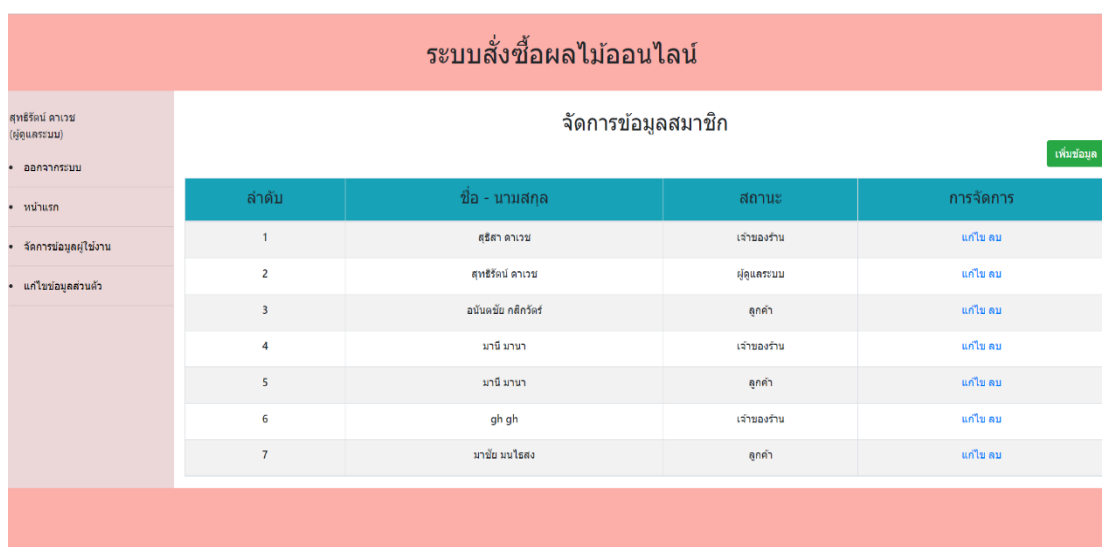 ระบบสั่งซื้อผลไม้ออนไลน์
สุทธิรัตน์ ดาเวช
(ผู้ดูแลระบบ)
ออกจากระบบ
หน้าแรก
จัดการข้อมูลผู้ใช้งาน
แก้ไขข้อมูลส่วนตัว
จัดการข้อมูลสมาชิก
เพิ่มข้อมูล
ลำดับ ชื่อ - นามสกุล สถานะ การจัดการ
1 สุธิสา ดาเวช เจ้าของร้าน แก้ไข ลบ
2 สุทธิรัตน์ ดาเวช ผู้ดูแลระบบ แก้ไข ลบ
3 อนันตชัย กสิกวัตร์ ลูกค้า แก้ไข ลบ
4 มานี มานา เจ้าของร้าน แก้ไข ลบ
5 มานี มานา ลูกค้า แก้ไข ลบ
6 gh gh เจ้าของร้าน แก้ไข ลบ
7 มาชัย มนไธสง ลูกค้า แก้ไข ลบ